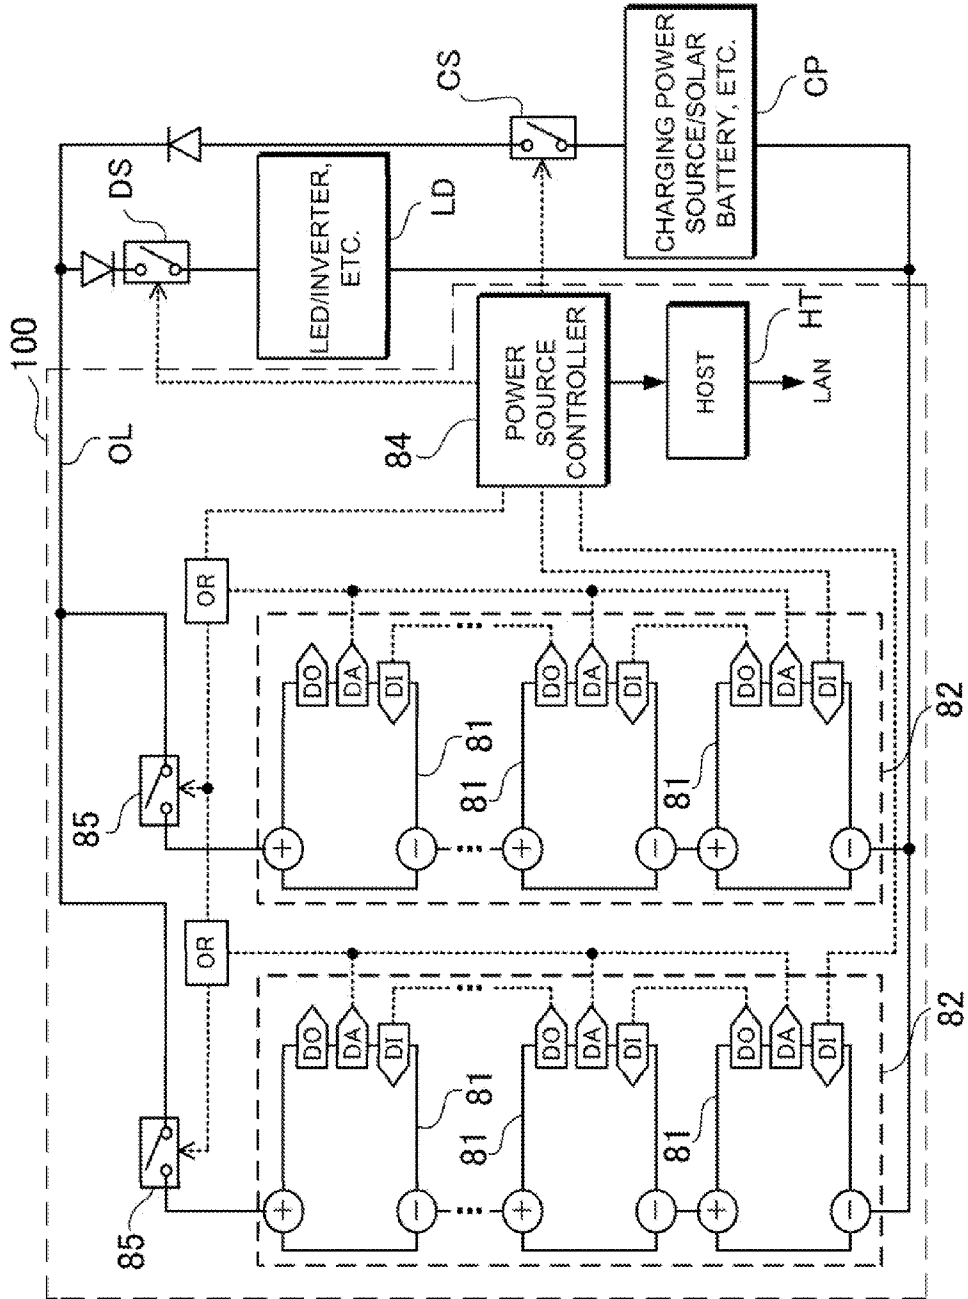 100
85
85
OL
DS
OR
OR
+
DO
DA
DI
−
81
+
DO
DA
DI
−
81
+
DO
DA
DI
−
81
82
+
DO
DA
DI
−
81
+
DO
DA
DI
−
81
+
DO
DA
DI
−
81
82
LED/INVERTER,
ETC.
LD
CS
84
POWER
SOURCE
CONTROLLER
HOST
HT
LAN
CHARGING POWER
SOURCE/SOLAR
BATTERY, ETC.
CP